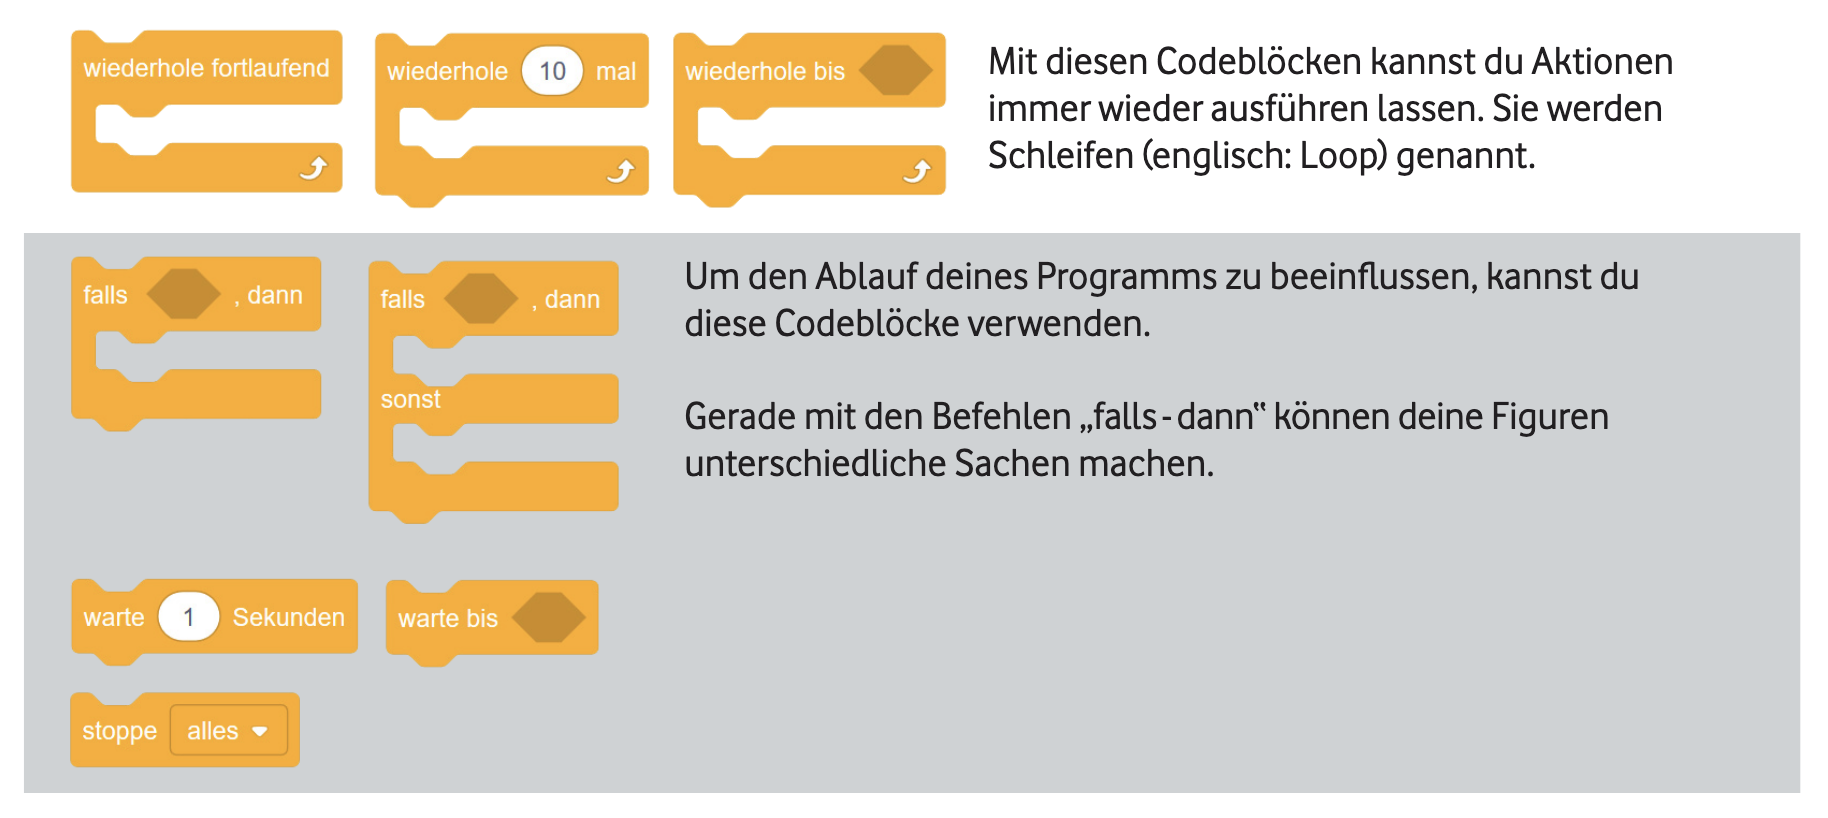 wiederhole fortlaufend
wiederhole 10 mal
wiederhole bis
Mit diesen Codeblöcken kannst du Aktionen
immer wieder ausführen lassen. Sie werden
Schleifen (englisch: Loop) genannt.
falls , dann
falls , dann
sonst
Um den Ablauf deines Programms zu beeinflussen, kannst du
diese Codeblöcke verwenden.
Gerade mit den Befehlen „falls - dann“ können deine Figuren
unterschiedliche Sachen machen.
warte 1 Sekunden
warte bis
stoppe alles